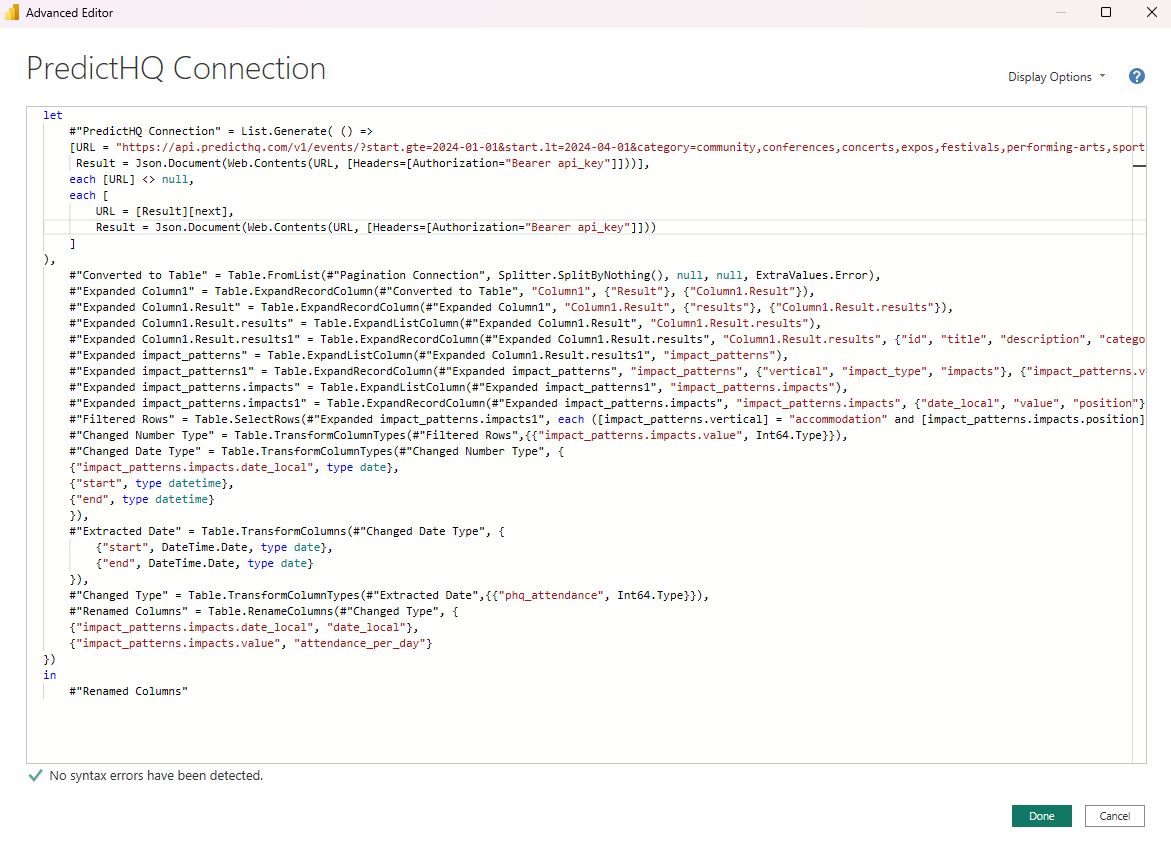 Advanced Editor
PredictHQ Connection
Display Options
?
let
#"PredictHQ Connection" = List.Generate( () =>
[URL = "https://api.predicthq.com/v1/events/?start.gte=2024-01-01&start.lt=2024-04-01&category=community,conferences,concerts,expos,festivals,performing-arts,sport
Result = Json.Document(Web.Contents(URL, [Headers=[Authorization="Bearer api_key"]]))],
each [URL] <> null,
each [
URL = [Result][next],
Result = Json.Document(Web.Contents(URL, [Headers=[Authorization="Bearer api_key"]]))
]
),
#"Converted to Table" = Table.FromList(#"Pagination Connection", Splitter.SplitByNothing(), null, null, ExtraValues.Error),
#"Expanded Column1" = Table.ExpandRecordColumn(#"Converted to Table", "Column1", {"Result"}, {"Column1.Result"}),
#"Expanded Column1.Result" = Table.ExpandRecordColumn(#"Expanded Column1", "Column1.Result", {"results"}, {"Column1.Result.results"}),
#"Expanded Column1.Result.results" = Table.ExpandListColumn(#"Expanded Column1.Result", "Column1.Result.results"),
#"Expanded Column1.Result.results1" = Table.ExpandRecordColumn(#"Expanded Column1.Result.results", "Column1.Result.results", {"id", "title", "description", "catego
#"Expanded impact_patterns" = Table.ExpandListColumn(#"Expanded Column1.Result.results1", "impact_patterns"),
#"Expanded impact_patterns1" = Table.ExpandRecordColumn(#"Expanded impact_patterns", "impact_patterns", {"vertical", "impact_type", "impacts"}, {"impact_patterns.v
#"Expanded impact_patterns.impacts" = Table.ExpandListColumn(#"Expanded impact_patterns1", "impact_patterns.impacts"),
#"Expanded impact_patterns.impacts1" = Table.ExpandRecordColumn(#"Expanded impact_patterns.impacts", "impact_patterns.impacts", {"date_local", "value", "position"}
#"Filtered Rows" = Table.SelectRows(#"Expanded impact_patterns.impacts1", each ([impact_patterns.vertical] = "accommodation" and [impact_patterns.impacts.position]
#"Changed Number Type" = Table.TransformColumnTypes(#"Filtered Rows",{{"impact_patterns.impacts.value", Int64.Type}}),
#"Changed Date Type" = Table.TransformColumnTypes(#"Changed Number Type", {
{"impact_patterns.impacts.date_local", type date},
{"start", type datetime},
{"end", type datetime}
}),
#"Extracted Date" = Table.TransformColumns(#"Changed Date Type", {
{"start", DateTime.Date, type date},
{"end", DateTime.Date, type date}
}),
#"Changed Type" = Table.TransformColumnTypes(#"Extracted Date",{{"phq_attendance", Int64.Type}}),
#"Renamed Columns" = Table.RenameColumns(#"Changed Type", {
{"impact_patterns.impacts.date_local", "date_local"},
{"impact_patterns.impacts.value", "attendance_per_day"}
})
in
#"Renamed Columns"
No syntax errors have been detected.
Done
Cancel